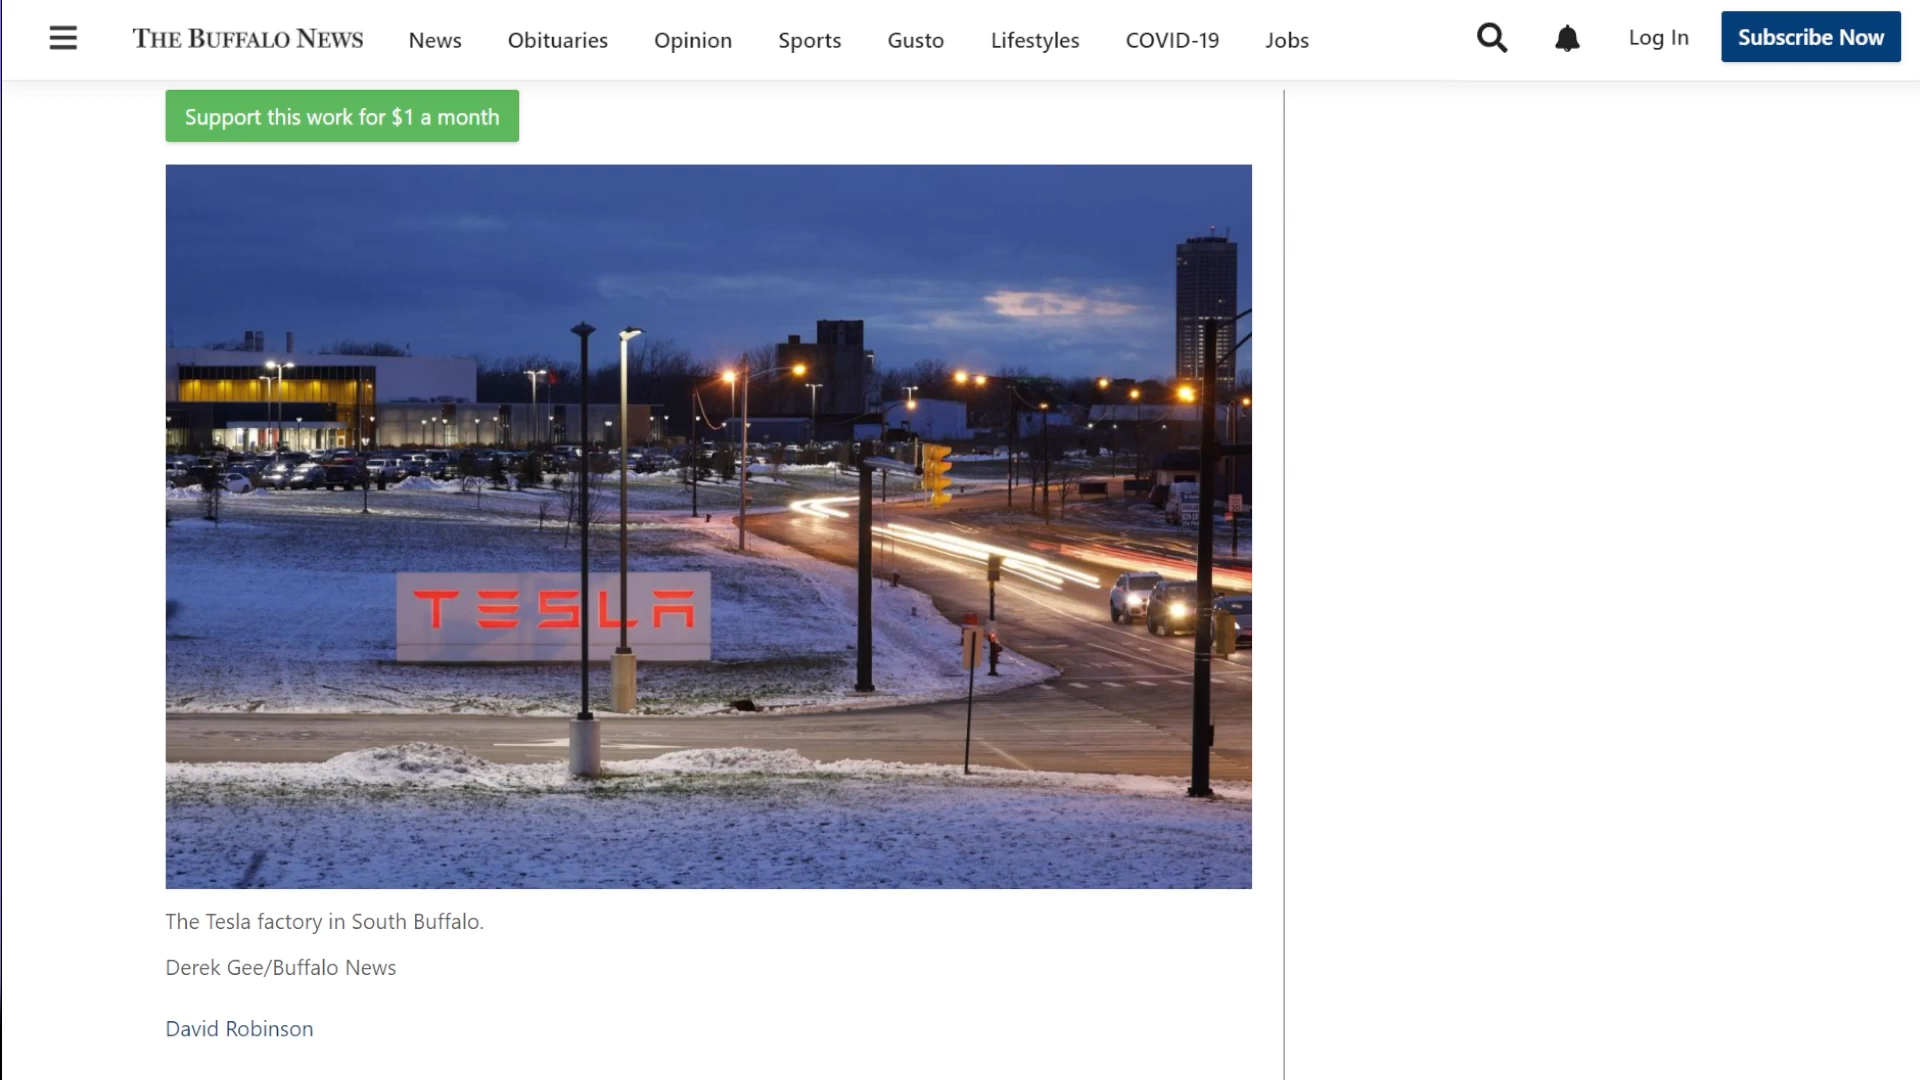 THE BUFFALO NEWS
News
Obituaries
Opinion
Sports
Gusto
Lifestyles
COVID-19
Jobs
Log In
Subscribe Now
Support this work for $1 a month
TESLA
The Tesla factory in South Buffalo.
Derek Gee/Buffalo News
David Robinson